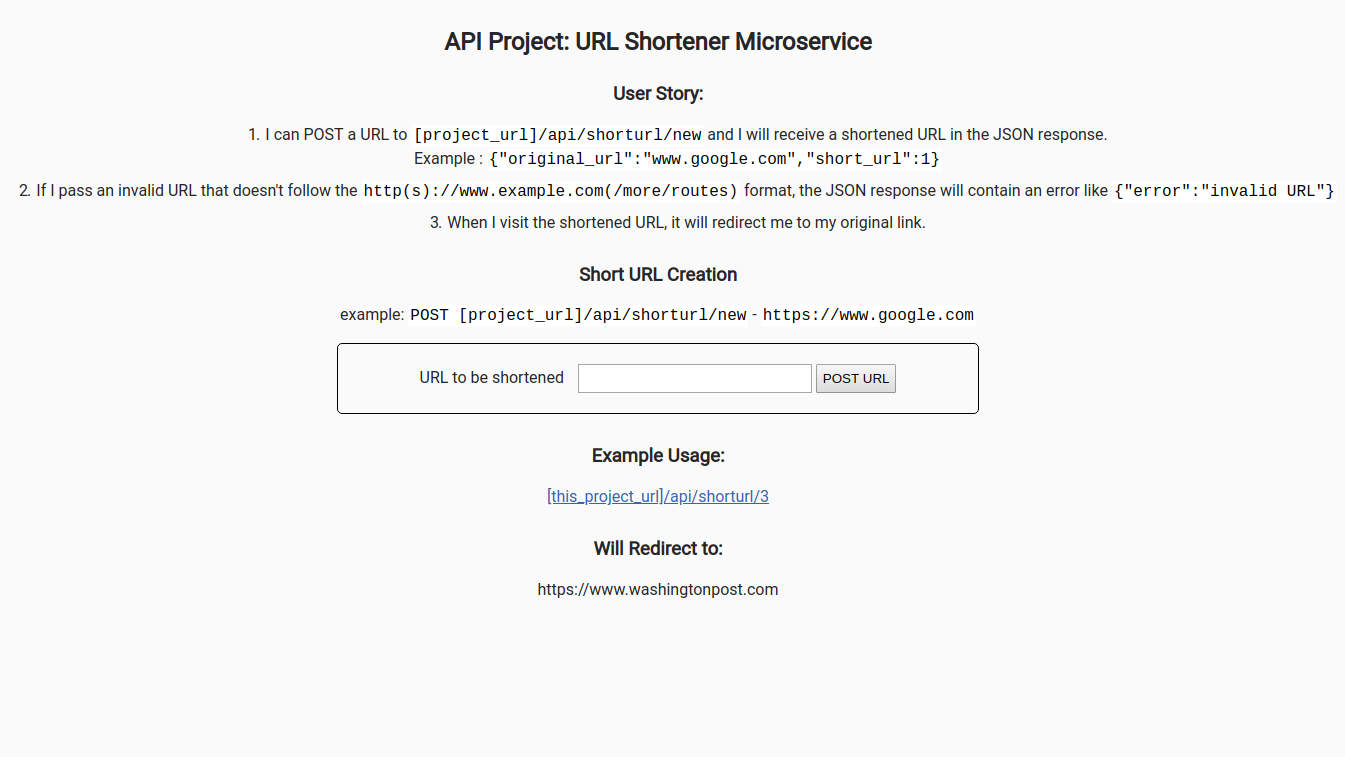 API Project: URL Shortener Microservice
User Story:
1. I can POST a URL to [project_url]/api/shorturl/new and I will receive a shortened URL in the JSON response.
Example : {"original_url":"www.google.com","short_url":1}
2. If I pass an invalid URL that doesn't follow the http(s)://www.example.com(/more/routes) format, the JSON response will contain an error like {"error":"invalid URL"}
3. When I visit the shortened URL, it will redirect me to my original link.
Short URL Creation
example: POST [project_url]/api/shorturl/new - https://www.google.com
URL to be shortened POST URL
Example Usage:
[this_project_url]/api/shorturl/3
Will Redirect to:
https://www.washingtonpost.com